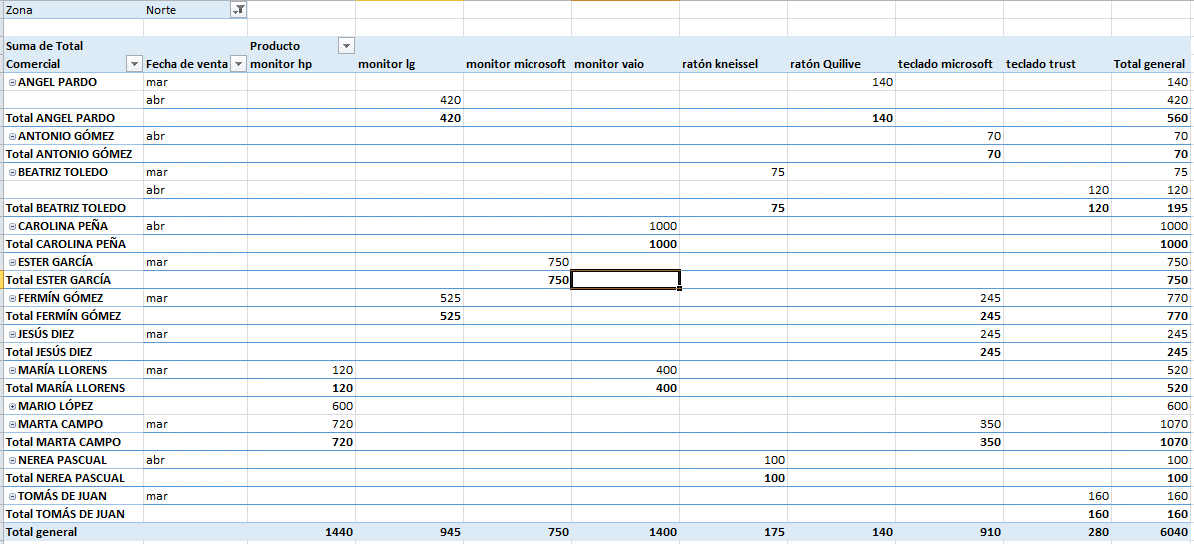 Zona Norte
Suma de Total Producto
Comercial Fecha de venta monitor hp monitor lg monitor microsoft monitor vaio ratón kneissel ratón Quilive teclado microsoft teclado trust Total general
ANGEL PARDO mar 140 140
abr 420 420
Total ANGEL PARDO 420 140 560
ANTONIO GÓMEZ abr 70 70
Total ANTONIO GÓMEZ 70 70
BEATRIZ TOLEDO mar 75 75
abr 120 120
Total BEATRIZ TOLEDO 75 120 195
CAROLINA PEÑA abr 1000 1000
Total CAROLINA PEÑA 1000 1000
ESTER GARCÍA mar 750 750
Total ESTER GARCÍA 750 750
FERMÍN GÓMEZ mar 525 245 770
Total FERMÍN GÓMEZ 525 245 770
JESÚS DIEZ mar 245 245
Total JESÚS DIEZ 245 245
MARÍA LLORENS mar 120 400 520
Total MARÍA LLORENS 120 400 520
MARIO LÓPEZ 600 600
MARTA CAMPO mar 720 350 1070
Total MARTA CAMPO 720 350 1070
NEREA PASCUAL abr 100 100
Total NEREA PASCUAL 100 100
TOMÁS DE JUAN mar 160 160
Total TOMÁS DE JUAN 160 160
Total general 1440 945 750 1400 175 140 910 280 6040